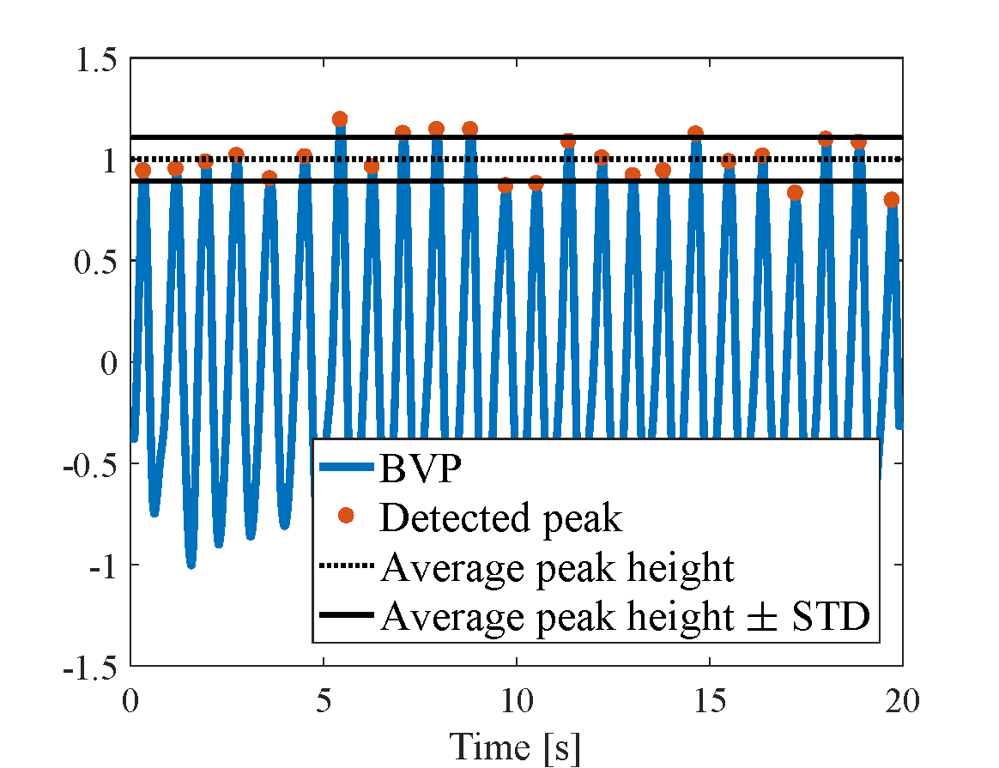 1.5
1
0.5
0
-0.5
-1
-1.5
BVP
Detected peak
Average peak height
Average peak height ± STD
0 5 10 15 20
Time [s]